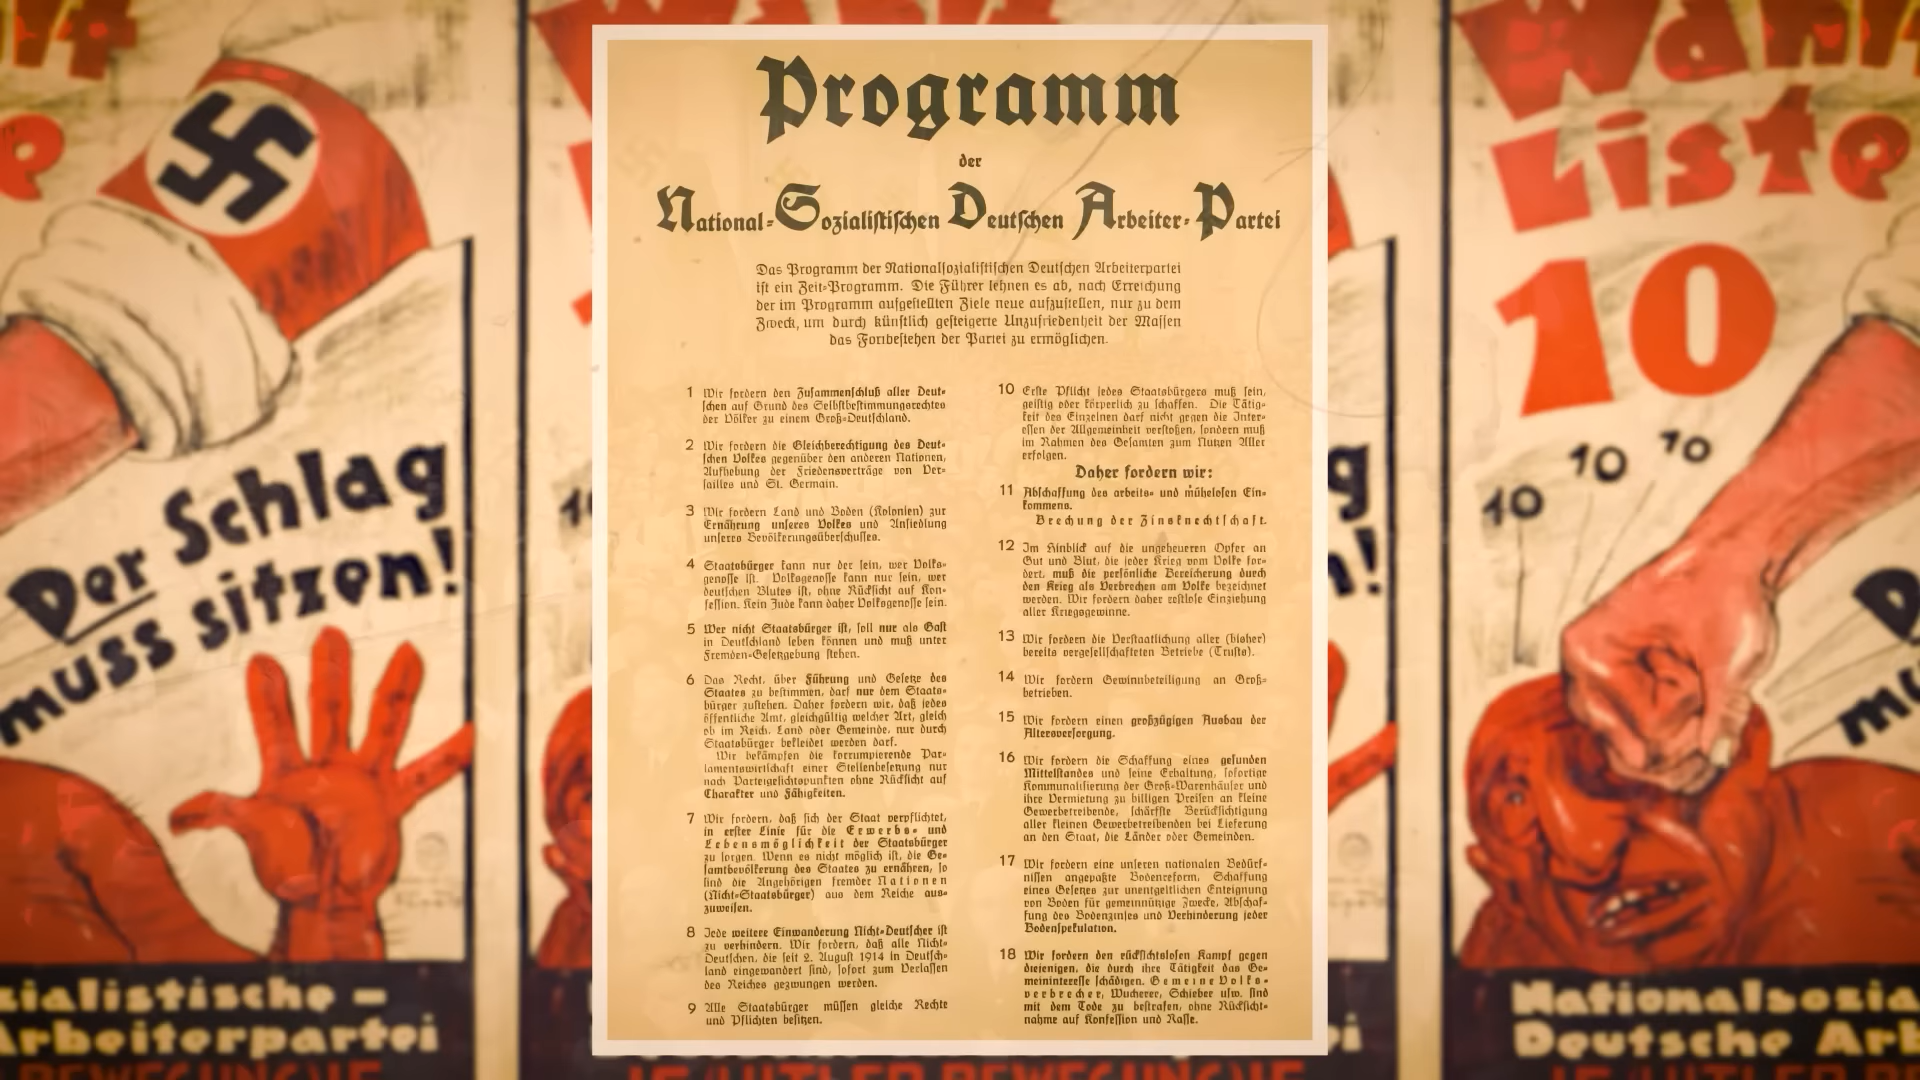 Programm
der
National-Sozialistischen Deutschen Arbeiter-Partei
Das Programm der Nationalsozialistischen Deutschen Arbeiterpartei
ist ein Zeit-Programm. Die Führer lehnen es ab, nach Erreichung
der im Programm aufgestellten Ziele neue aufzustellen, nur zu dem
Zweck, um durch künstlich gesteigerte Unzufriedenheit der Massen
das Fortbestehen der Partei zu ermöglichen.
1 Wir fordern den Zusammenschluß aller Deut-
schen auf Grund des Selbstbestimmungsrechtes
der Völker zu einem Groß-Deutschland.
2 Wir fordern die Gleichberechtigung des Deut-
schen Volkes gegenüber den anderen Nationen,
Aufhebung der Friedensverträge von Ver-
sailles und St. Germain.
3 Wir fordern Land und Boden (Kolonien) zur
Ernährung unseres Volkes und Ansiedlung
unseres Bevölkerungsüberschusses.
4 Staatsbürger kann nur der sein, wer Volks-
genosse ist. Volksgenosse kann nur sein, wer
deutschen Blutes ist, ohne Rücksicht auf Kon-
fession. Kein Jude kann daher Volksgenosse sein.
5 Wer nicht Staatsbürger ist, soll nur als Gast
in Deutschland leben können und muß unter
Fremden-Gesetzgebung stehen.
6 Das Recht, über Führung und Gesetze des
Staates zu bestimmen, darf nur dem Staats-
bürger zustehen. Daher fordern wir, daß jedes
öffentliche Amt, gleichgültig welcher Art, gleich
ob im Reich, Land oder Gemeinde, nur durch
Staatsbürger bekleidet werden darf.
Wir bekämpfen die korrumpierende Par-
lamentswirtschaft einer Stellenbesetzung nur
nach Parteigesichtspunkten ohne Rücksicht auf
Charakter und Fähigkeiten.
7 Wir fordern, daß sich der Staat verpflichtet,
in erster Linie für die Erwerbs- und
Lebensmöglichkeit der Staatsbürger
zu sorgen. Wenn es nicht möglich ist, die Ge-
samtbevölkerung des Staates zu ernähren, so
sind die Angehörigen fremder Nationen
(Nicht-Staatsbürger) aus dem Reiche aus-
zuweisen.
8 Jede weitere Einwanderung Nicht-Deutscher ist
zu verhindern. Wir fordern, daß alle Nicht-
Deutschen, die seit 2. August 1914 in Deutsch-
land eingewandert sind, sofort zum Verlassen
des Reiches gezwungen werden.
9 Alle Staatsbürger müssen gleiche Rechte
und Pflichten besitzen.
10 Erste Pflicht jedes Staatsbürgers muß sein,
geistig oder körperlich zu schaffen. Die Tätig-
keit des Einzelnen darf nicht gegen die Inter-
essen der Allgemeinheit verstoßen, sondern muß
im Rahmen des Gesamten zum Nutzen Aller
erfolgen.
Daher fordern wir:
11 Abschaffung des arbeits- und mühelosen Ein-
kommens.
Brechung der Zinsknechtschaft.
12 Im Hinblick auf die ungeheueren Opfer an
Gut und Blut, die jeder Krieg vom Volke for-
dert, muß die persönliche Bereicherung durch
den Krieg als Verbrechen am Volke bezeichnet
werden. Wir fordern daher restlose Einziehung
aller Kriegsgewinne.
13 Wir fordern die Verstaatlichung aller (bisher)
bereits vergesellschafteten Betriebe (Trusts).
14 Wir fordern Gewinnbeteiligung an Groß-
betrieben.
15 Wir fordern einen großzügigen Ausbau der
Altersversorgung.
16 Wir fordern die Schaffung eines gesunden
Mittelstandes und seine Erhaltung, sofortige
Kommunalisierung der Groß-Warenhäuser und
ihre Vermietung zu billigen Preisen an kleine
Gewerbetreibende, schärfste Berücksichtigung
aller kleinen Gewerbetreibenden bei Lieferung
an den Staat, die Länder oder Gemeinden.
17 Wir fordern eine unseren nationalen Bedürf-
nissen angepaßte Bodenreform, Schaffung
eines Gesetzes zur unentgeltlichen Enteignung
von Boden für gemeinnützige Zwecke, Abschaf-
fung des Bodenzinses und Verhinderung jeder
Bodenspekulation.
18 Wir fordern den rücksichtslosen Kampf gegen
diejenigen, die durch ihre Tätigkeit das Ge-
meininteresse schädigen. Gemeine Volks-
verbrecher, Wucherer, Schieber usw. sind
mit dem Tode zu bestrafen, ohne Rücksicht-
nahme auf Konfession und Rasse.
Der Schlag
muss sitzen!
Liste
10
10 10 10
Arbeiterpartei
Deutsche